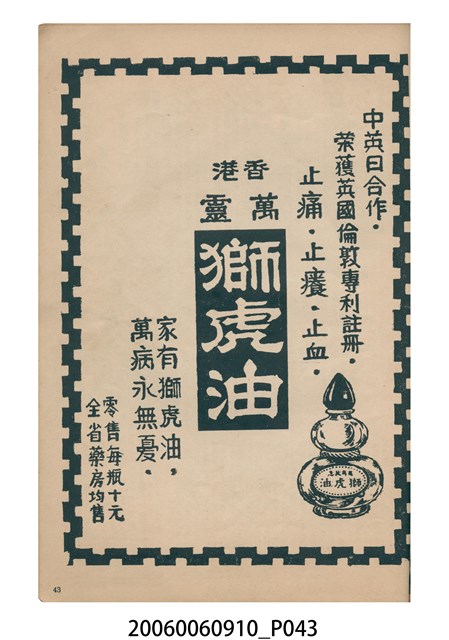 中英日合作．
榮獲英國倫敦專利註冊．
止痛．止癢．止血．
香港
萬靈
獅虎油
家有獅虎油，
萬病永無憂．
零售每瓶十元
全省藥房均售
獅虎油
43
20060060910_P043